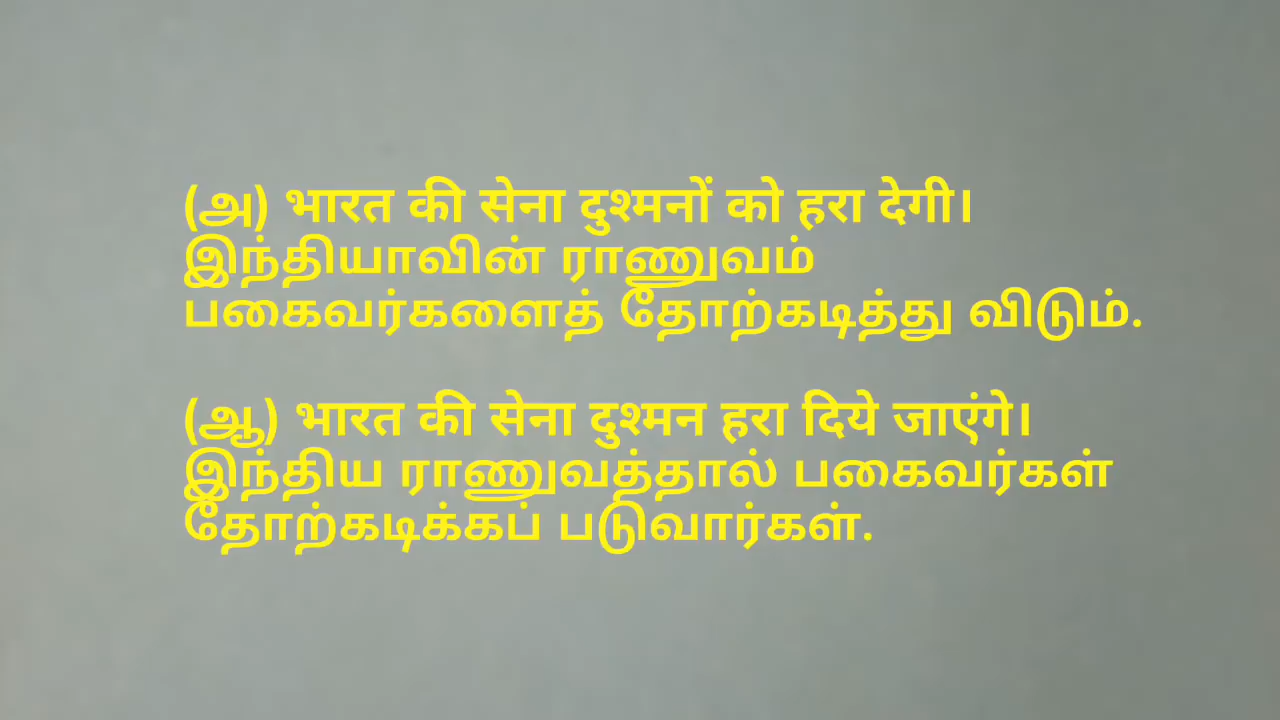 (அ) भारत की सेना दुश्मनों को हरा देगी।
இந்தியாவின் ராணுவம்
பகைவர்களைத் தோற்கடித்து விடும்.
(ஆ) भारत की सेना दुश्मन हरा दिये जाएंगे।
இந்திய ராணுவத்தால் பகைவர்கள்
தோற்கடிக்கப் படுவார்கள்.